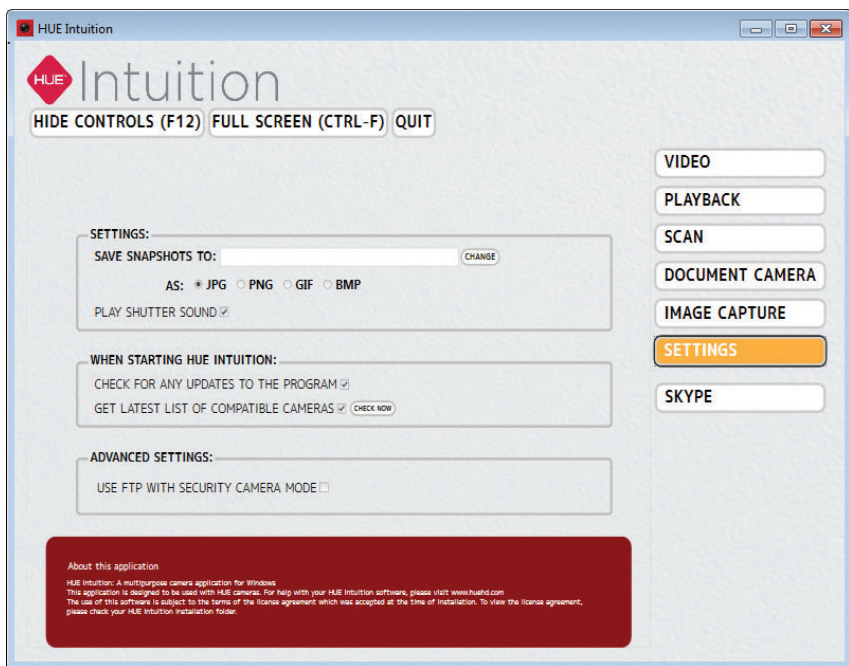 HUE Intuition
HUE Intuition
HIDE CONTROLS (F12) FULL SCREEN (CTRL-F) QUIT
VIDEO
PLAYBACK
SCAN
DOCUMENT CAMERA
IMAGE CAPTURE
SETTINGS
SKYPE
SETTINGS:
SAVE SNAPSHOTS TO: CHANGE
AS: JPG PNG GIF BMP
PLAY SHUTTER SOUND
WHEN STARTING HUE INTUITION:
CHECK FOR ANY UPDATES TO THE PROGRAM
GET LATEST LIST OF COMPATIBLE CAMERAS CHECK NOW
ADVANCED SETTINGS:
USE FTP WITH SECURITY CAMERA MODE
About this application
HUE Intuition: A multipurpose camera application for Windows
This application is designed to be used with HUE cameras. For help with your HUE Intuition software, please visit www.huehd.com
The use of this software is subject to the terms of the license agreement which was accepted at the time of installation. To view the license agreement,
please check your HUE Intuition installation folder.